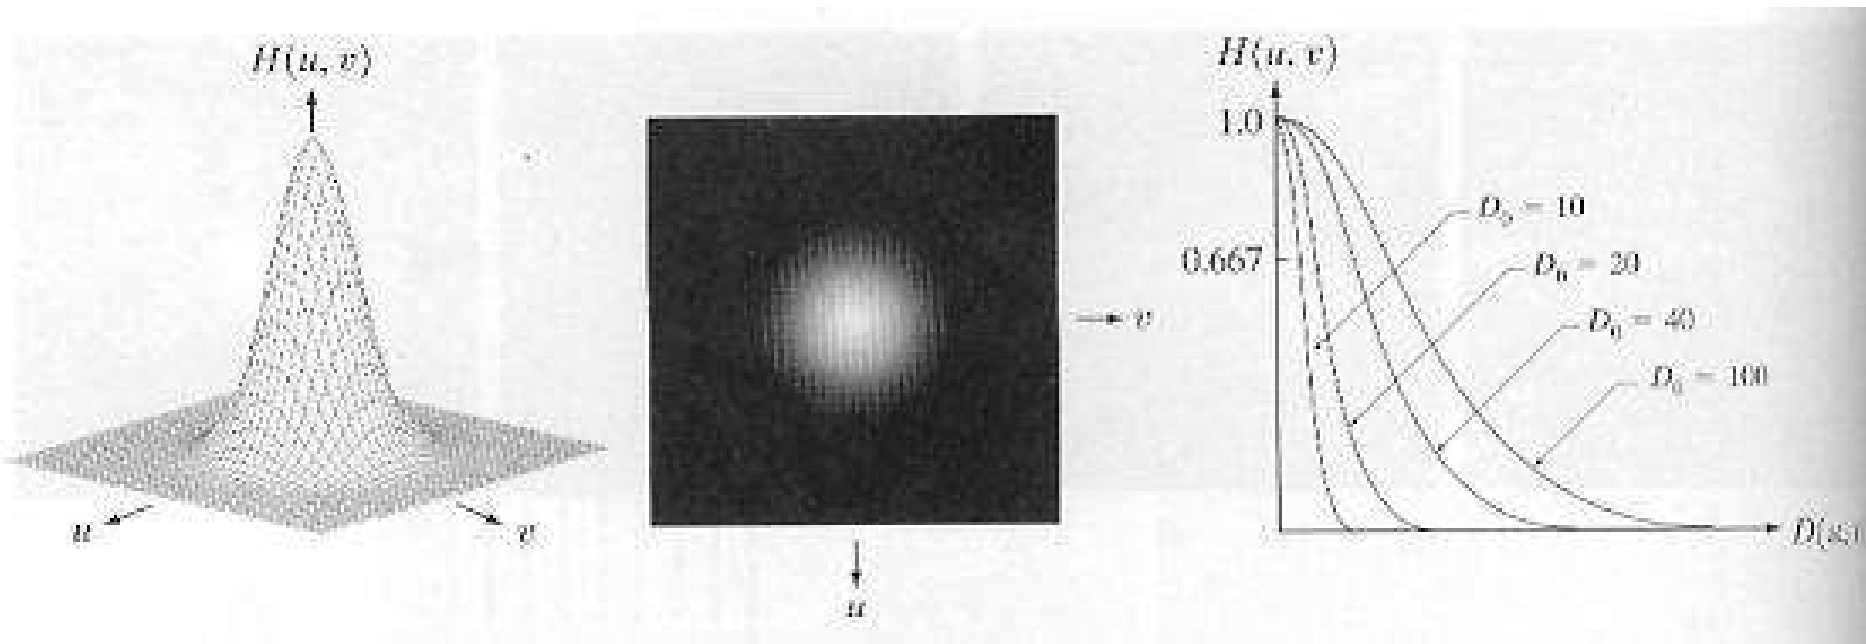 H(u, v)
u
v
v
u
H(u, v)
1.0
0.667
D₀ = 10
D₀ = 20
D₀ = 40
D₀ = 100